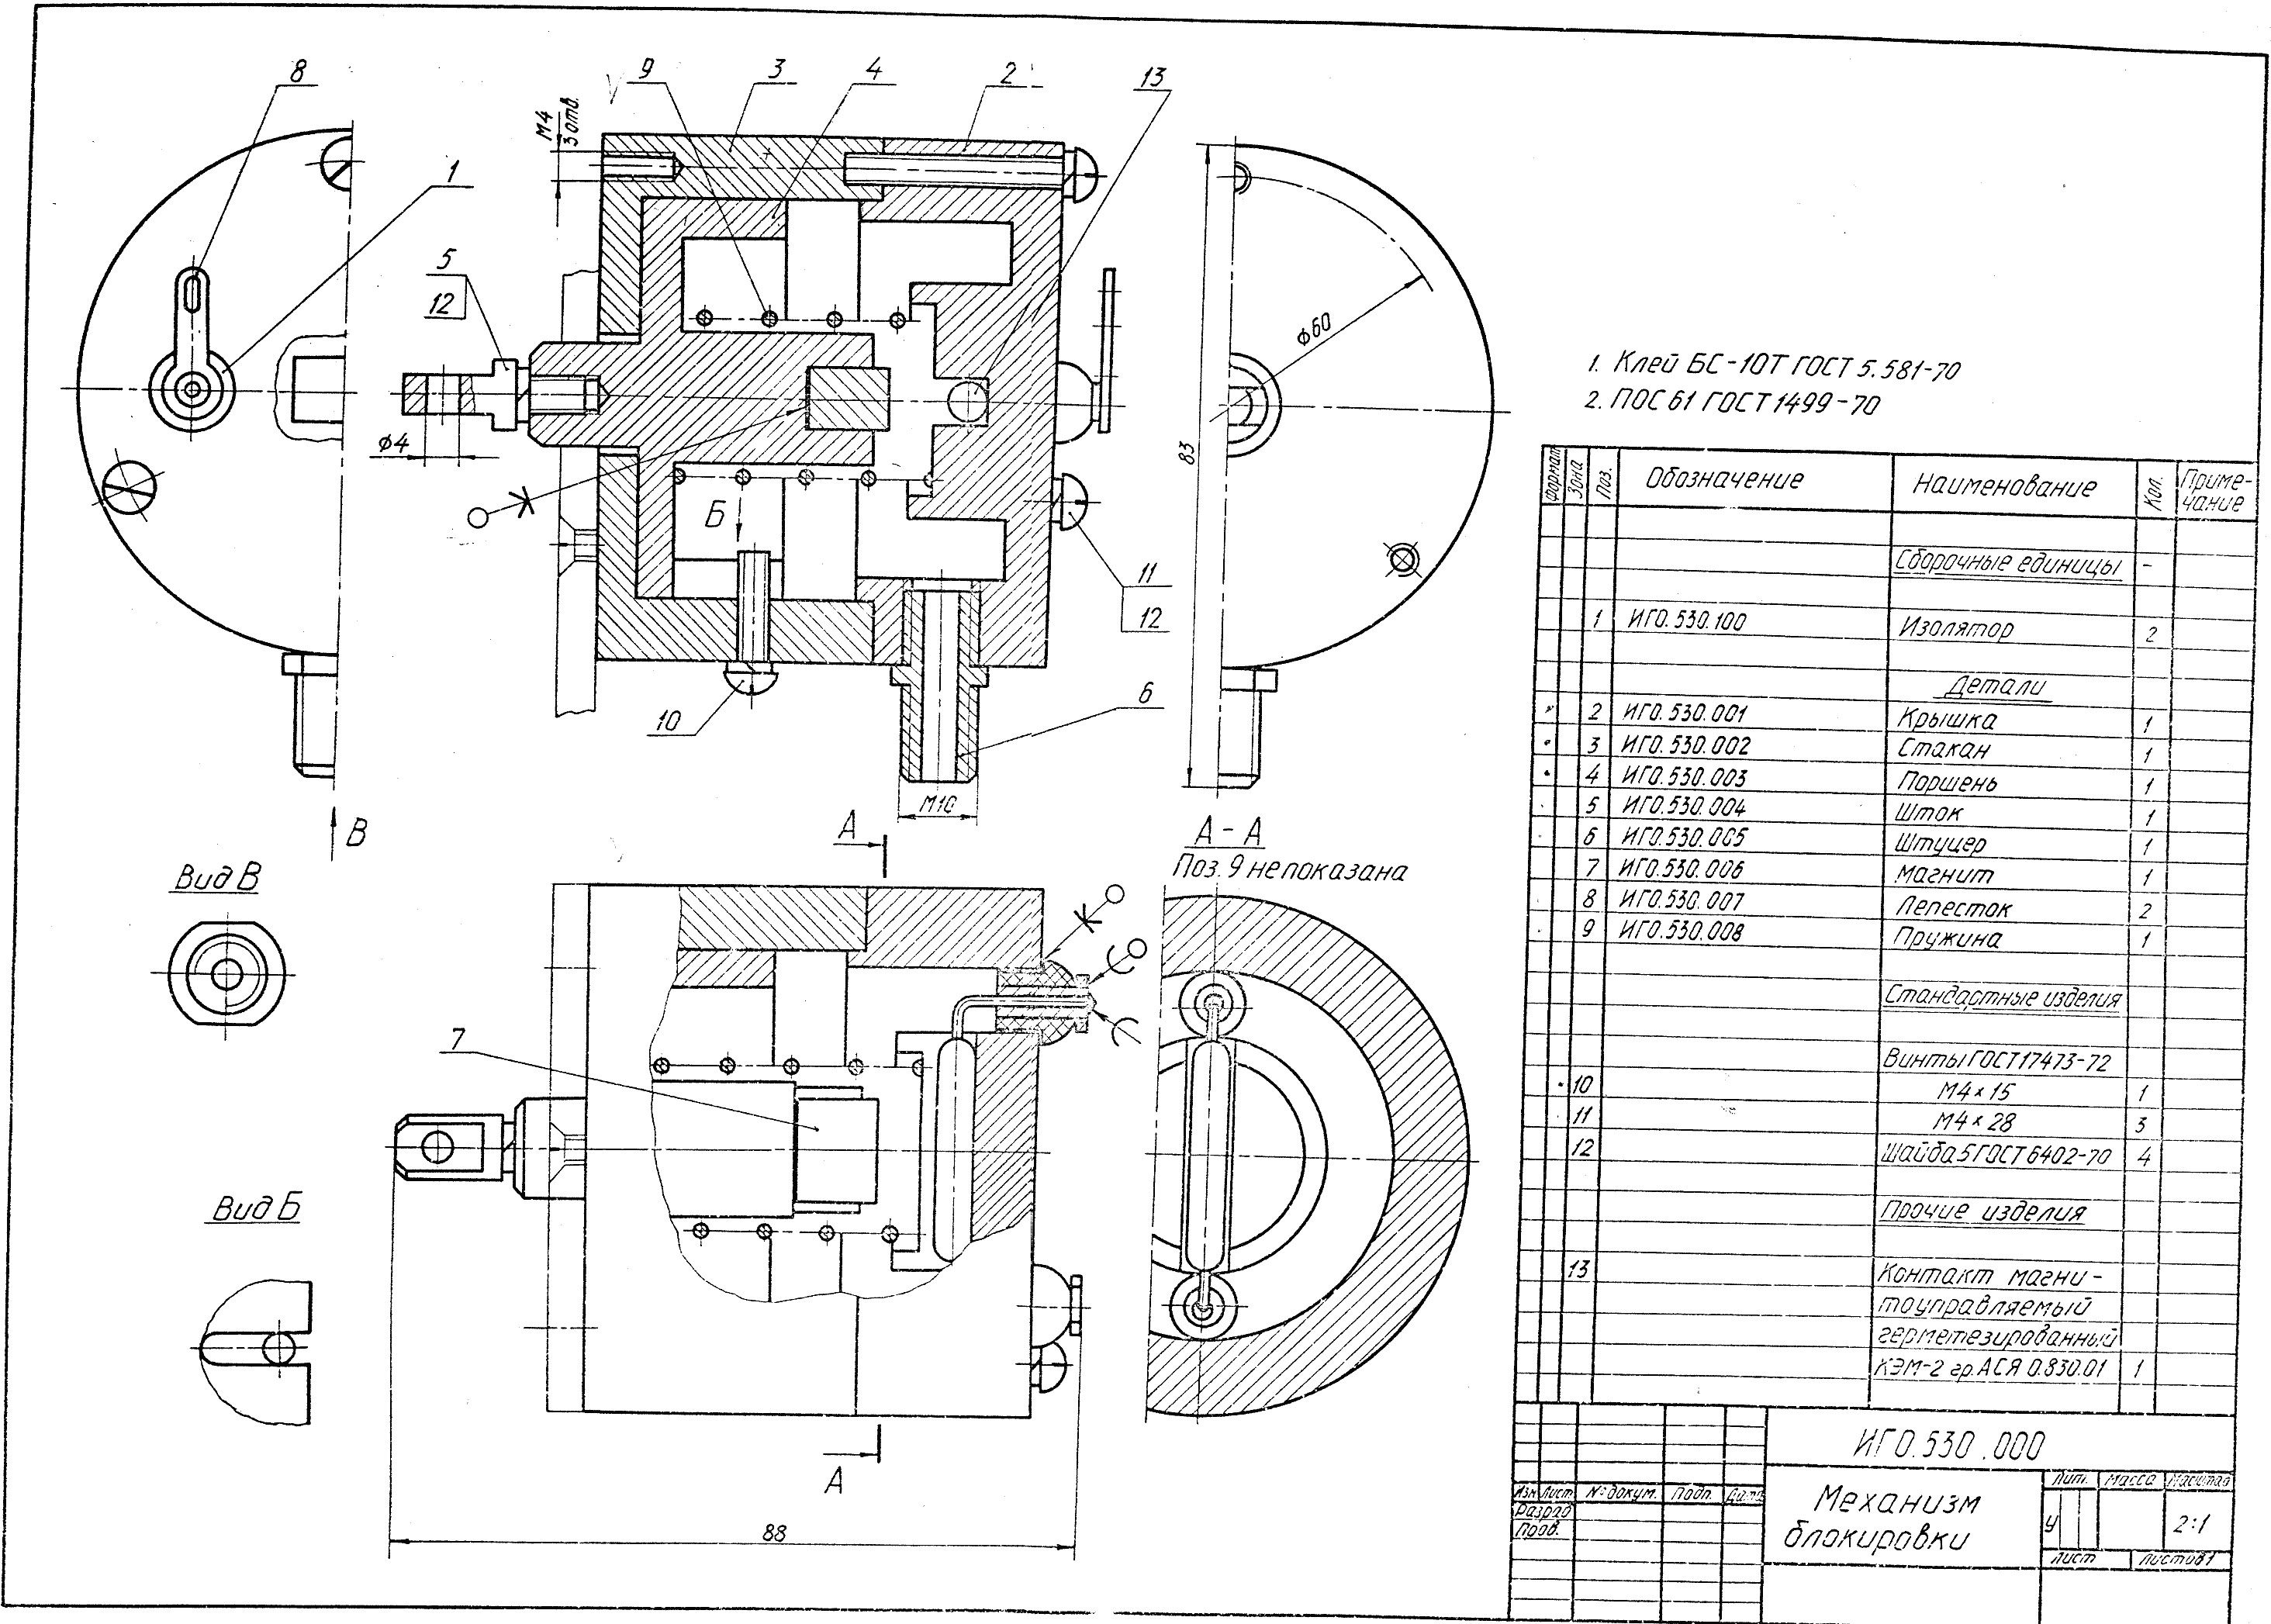 8
9
3
4
2
13
М4
3 отв.
1
5
12
⌀4
⌀60
83
Б
11
12
10
6
М10
В
А
А-А
Поз. 9 не показана
Вид В
7
Вид Б
А
88
1. Клей БС-10Т ГОСТ 5.581-70
2. ПОС 61 ГОСТ 1499-70
Формат Зона Поз. Обозначение Наименование Кол. Приме-
чание
Сборочные единицы -
1 ИГО.530.100 Изолятор 2
Детали
2 ИГО.530.001 Крышка 1
3 ИГО.530.002 Стакан 1
4 ИГО.530.003 Поршень 1
5 ИГО.530.004 Шток 1
6 ИГО.530.005 Штуцер 1
7 ИГО.530.006 Магнит 1
8 ИГО.530.007 Лепесток 2
9 ИГО.530.008 Пружина 1
Стандартные изделия
Винты ГОСТ 17473-72
10 М4×15 1
11 М4×28 3
12 Шайба 5 ГОСТ 6402-70 4
Прочие изделия
13 Контакт магни-
тоуправляемый
герметезированный
КЭМ-2 гр. АСЯ 0.830.01 1
ИГО.530.000
Изм Лист № докум. Подп. Дата
Разраб
Пров.
Механизм
блокировки
Лит. Масса Масштаб
У 2:1
Лист Листов 1